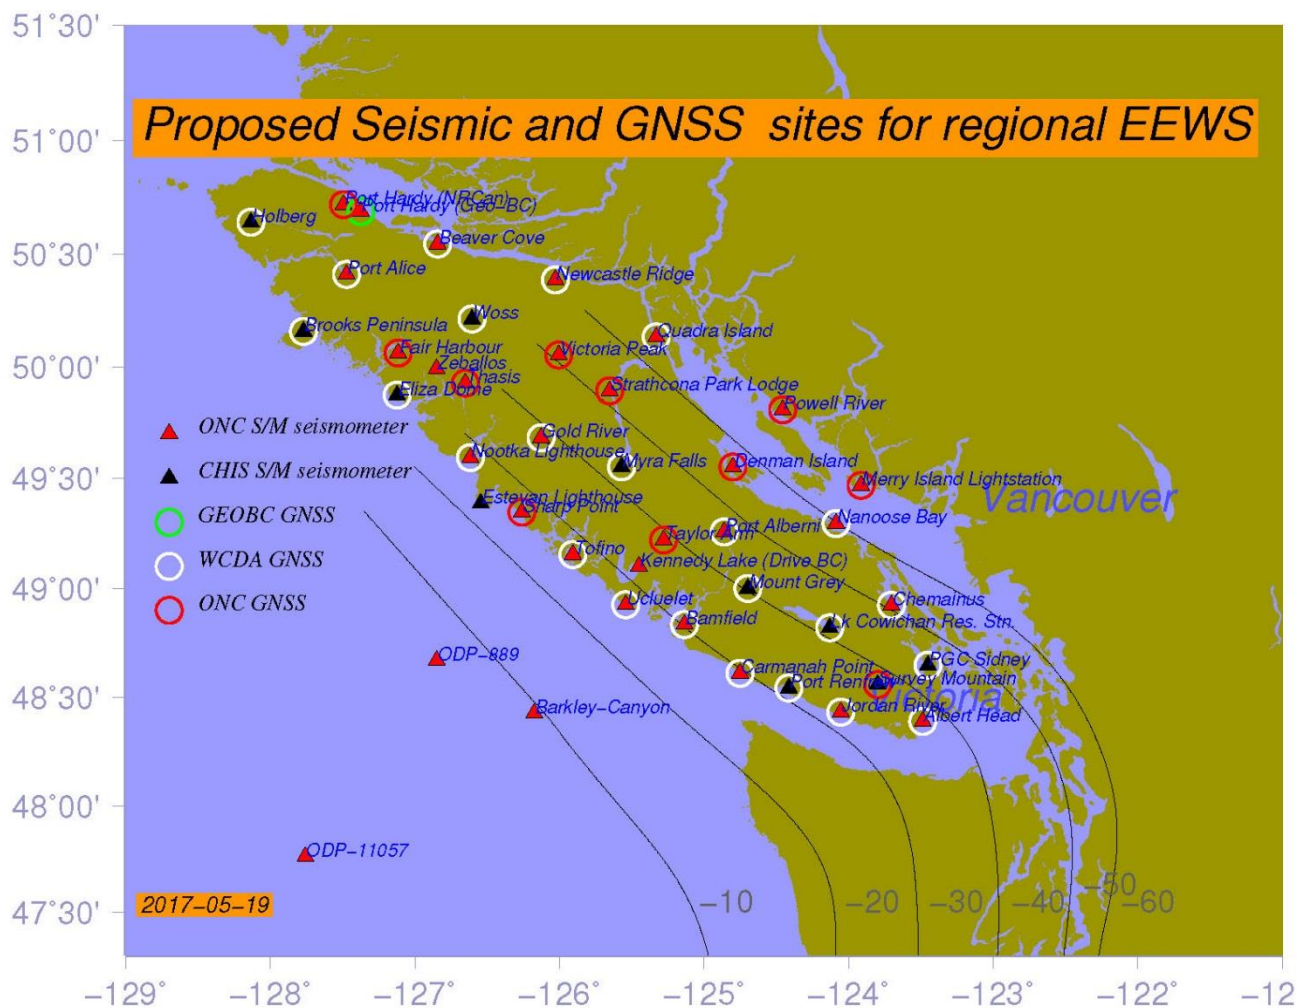 51°30'
Proposed Seismic and GNSS sites for regional EEWS
51°00'
Port Hardy (NRCan)
Port Hardy (Geo-BC)
Holberg
Beaver Cove
50°30'
Port Alice
Newcastle Ridge
Woss
Brooks Peninsula
Quadra Island
Fair Harbour
Victoria Peak
50°00'
Zeballos
Thasis
Eliza Dome
Strathcona Park Lodge
Powell River
ONC S/M seismometer
Gold River
Nootka Lighthouse
Myra Falls
Denman Island
CHIS S/M seismometer
49°30'
Merry Island Lightstation
Vancouver
Estevan Lighthouse
Sharp Point
GEOBC GNSS
Nanoose Bay
Port Alberni
Taylor Arm
Tofino
WCDA GNSS
Kennedy Lake (Drive BC)
49°00'
Mount Grey
ONC GNSS
Ucluelet
Chemainus
Bamfield
Lk Cowichan Res. Stn.
ODP-889
PGC Sidney
Carmanah Point
Port Renfrew
Survey Mountain
48°30'
Victoria
Barkley-Canyon
Jordan River
Albert Head
48°00'
ODP-11057
47°30'
2017-05-19
-10
-20
-30
-40
-50
-60
-129
-128
-127
-126
-125
-124
-123
-122
-12